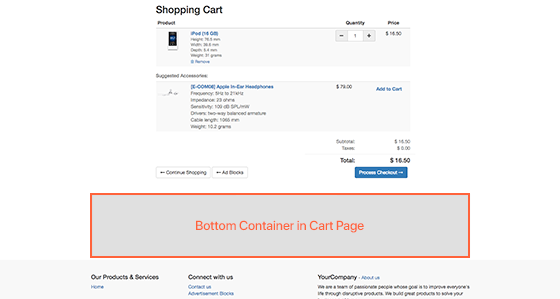 Shopping Cart
Product Quantity Price
iPod (16 GB) − 1 + $ 16.50
Height: 76.5 mm
Width: 39.6 mm
Depth: 5.4 mm
Weight: 31 grams
Remove
Suggested Accessories:
[E-COM08] Apple In-Ear Headphones $ 79.00 Add to Cart
Frequency: 5Hz to 21kHz
Impedance: 23 ohms
Sensitivity: 109 dB SPL/mW
Drivers: two-way balanced armature
Cable length: 1065 mm
Weight: 10.2 grams
Subtotal: $ 16.50
Taxes: $ 0.00
Total: $ 16.50
← Continue Shopping ← Ad Blocks Process Checkout →
Bottom Container in Cart Page
Our Products & Services Connect with us YourCompany - About us
Home Contact us We are a team of passionate people whose goal is to improve everyone's
Advertisement Blocks life through disruptive products. We build great products to solve your